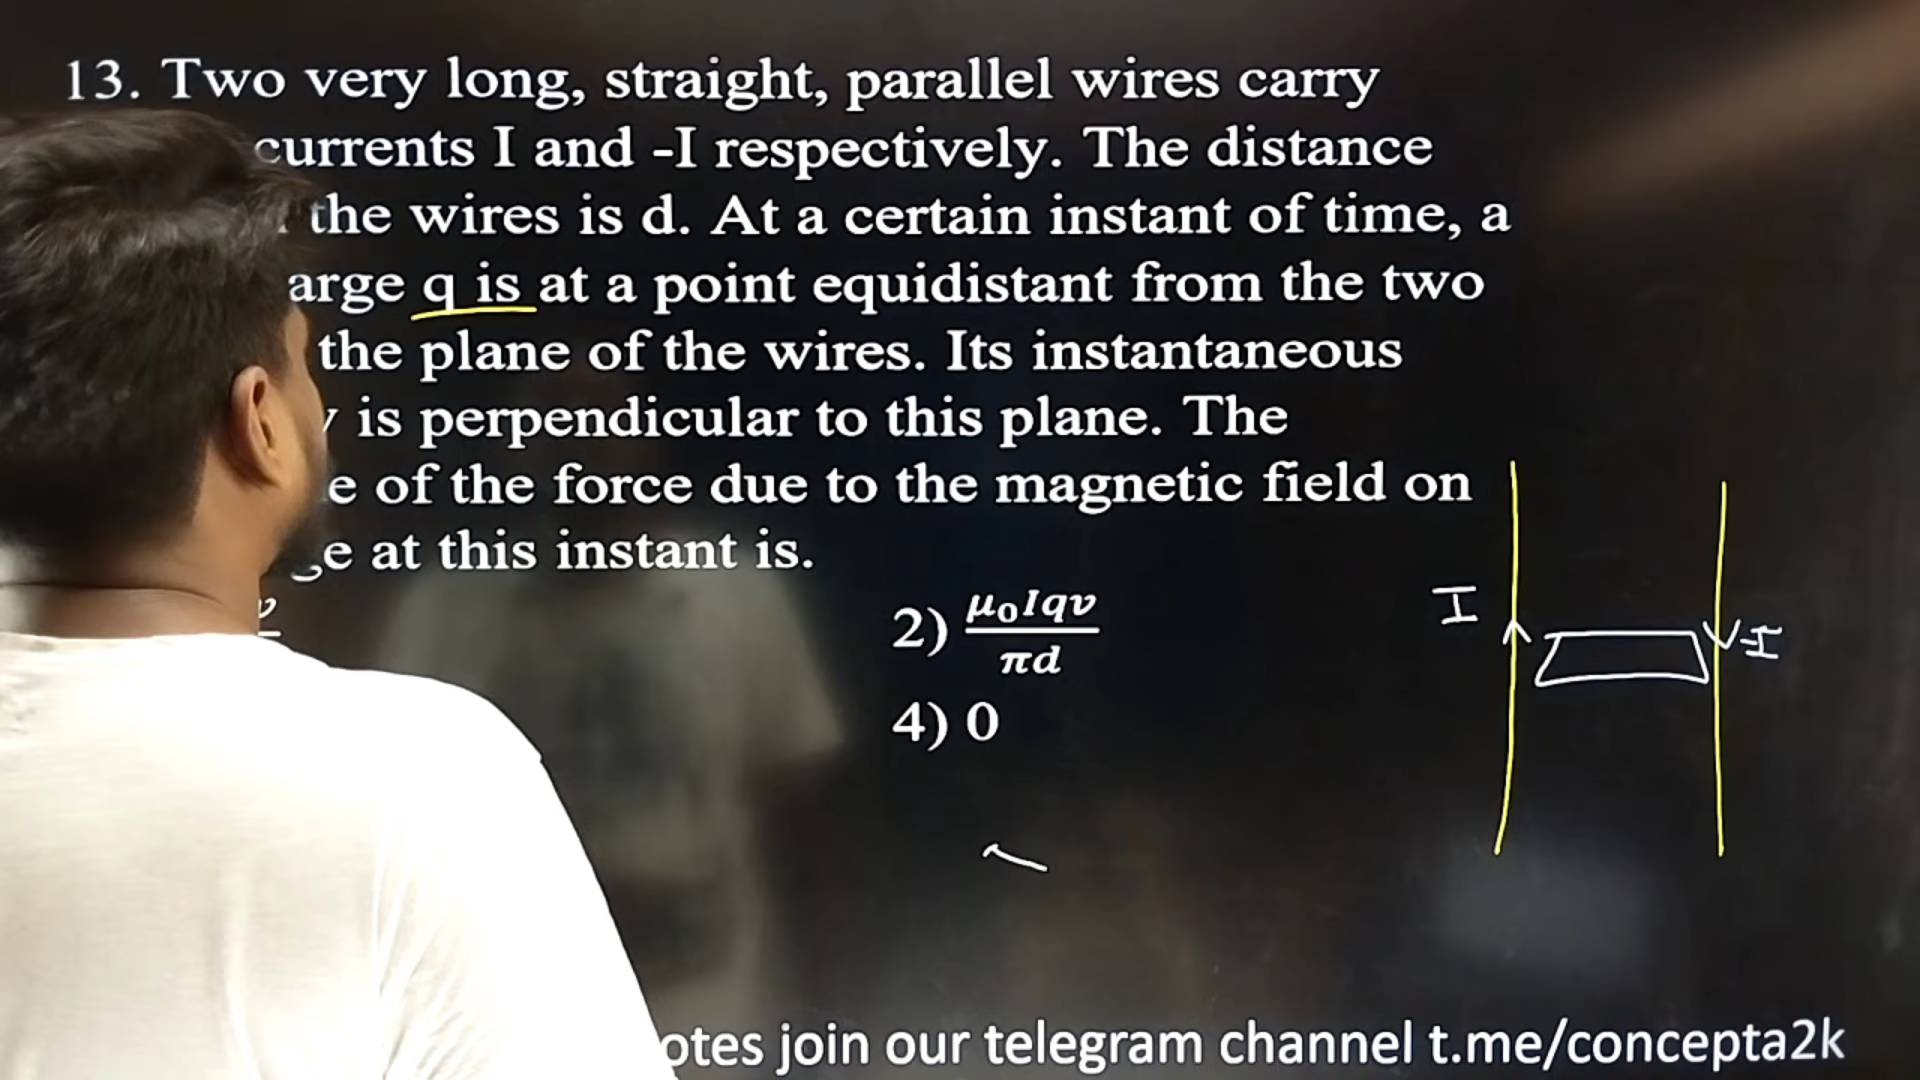 13. Two very long, straight, parallel wires carry
currents I and -I respectively. The distance
the wires is d. At a certain instant of time, a
arge q is at a point equidistant from the two
the plane of the wires. Its instantaneous
is perpendicular to this plane. The
e of the force due to the magnetic field on
e at this instant is.
2) μ₀Iqv/πd
4) 0
I
-I
otes join our telegram channel t.me/concepta2k